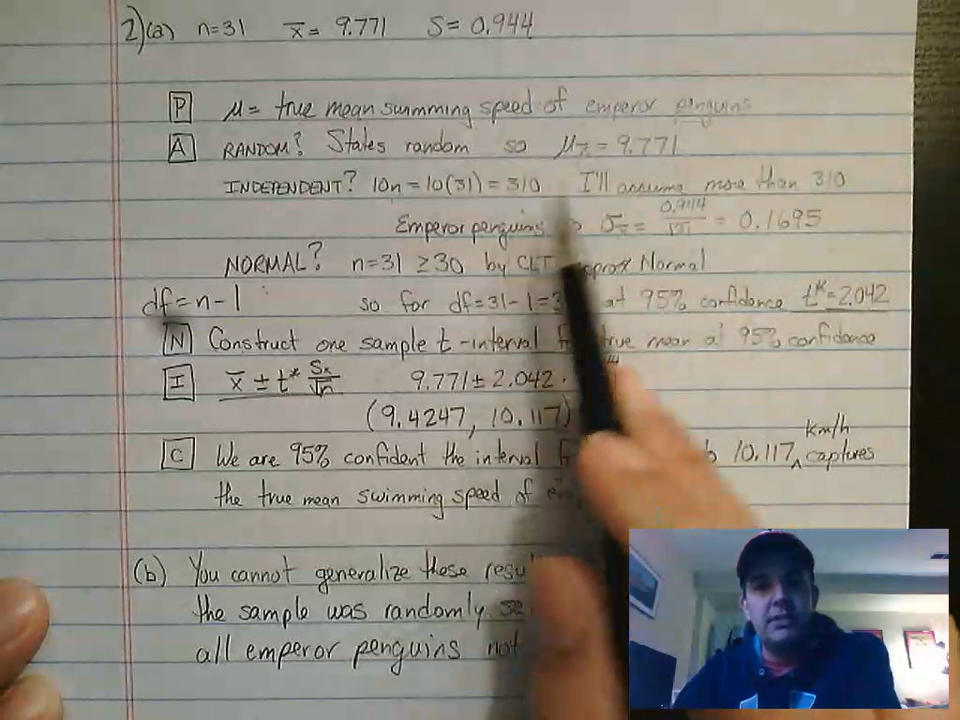 2)(a) n=31 x̄ = 9.771 S = 0.944
P μ = true mean swimming speed of emperor penguins
A RANDOM? States random so μx̄ = 9.771
INDEPENDENT? 10n = 10(31) = 310 I'll assume more than 310
Emperor penguins σx̄ = 0.944/√31 = 0.1695
NORMAL? n=31 ≥30 by CLT approx Normal
df = n-1 so for df = 31-1=3 at 95% confidence t* = 2.042
N Construct one sample t-interval true mean at 95% confidence
I x̄ ± t* Sx/√n 9.771 ± 2.042 ·
(9.4247, 10.117)
km/h
C We are 95% confident the interval 10.117 ^ captures
the true mean swimming speed of
(b) You cannot generalize these
the sample was randomly
all emperor penguins not